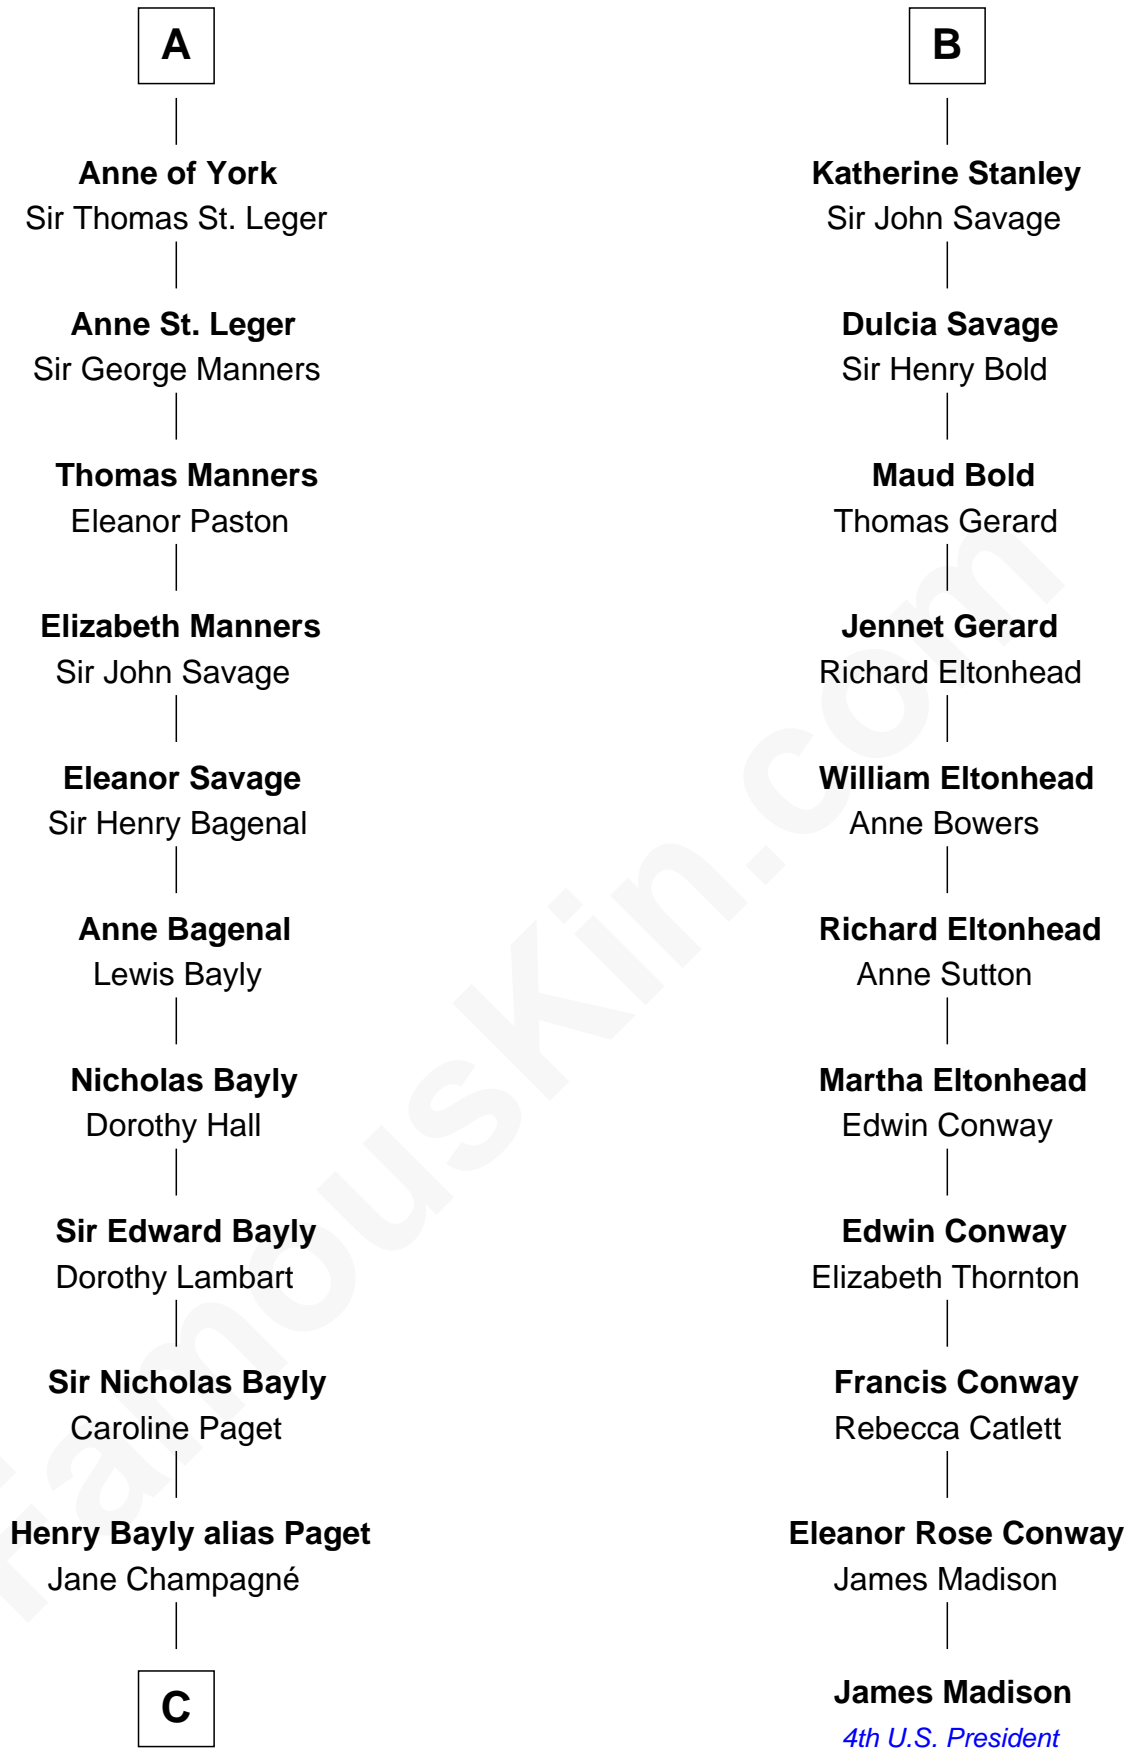 A
Anne of York
Sir Thomas St. Leger
Anne St. Leger
Sir George Manners
Thomas Manners
Eleanor Paston
Elizabeth Manners
Sir John Savage
Eleanor Savage
Sir Henry Bagenal
Anne Bagenal
Lewis Bayly
Nicholas Bayly
Dorothy Hall
Sir Edward Bayly
Dorothy Lambart
Sir Nicholas Bayly
Caroline Paget
Henry Bayly alias Paget
Jane Champagné
C
B
Katherine Stanley
Sir John Savage
Dulcia Savage
Sir Henry Bold
Maud Bold
Thomas Gerard
Jennet Gerard
Richard Eltonhead
William Eltonhead
Anne Bowers
Richard Eltonhead
Anne Sutton
Martha Eltonhead
Edwin Conway
Edwin Conway
Elizabeth Thornton
Francis Conway
Rebecca Catlett
Eleanor Rose Conway
James Madison
James Madison
4th U.S. President
FamousKin.com